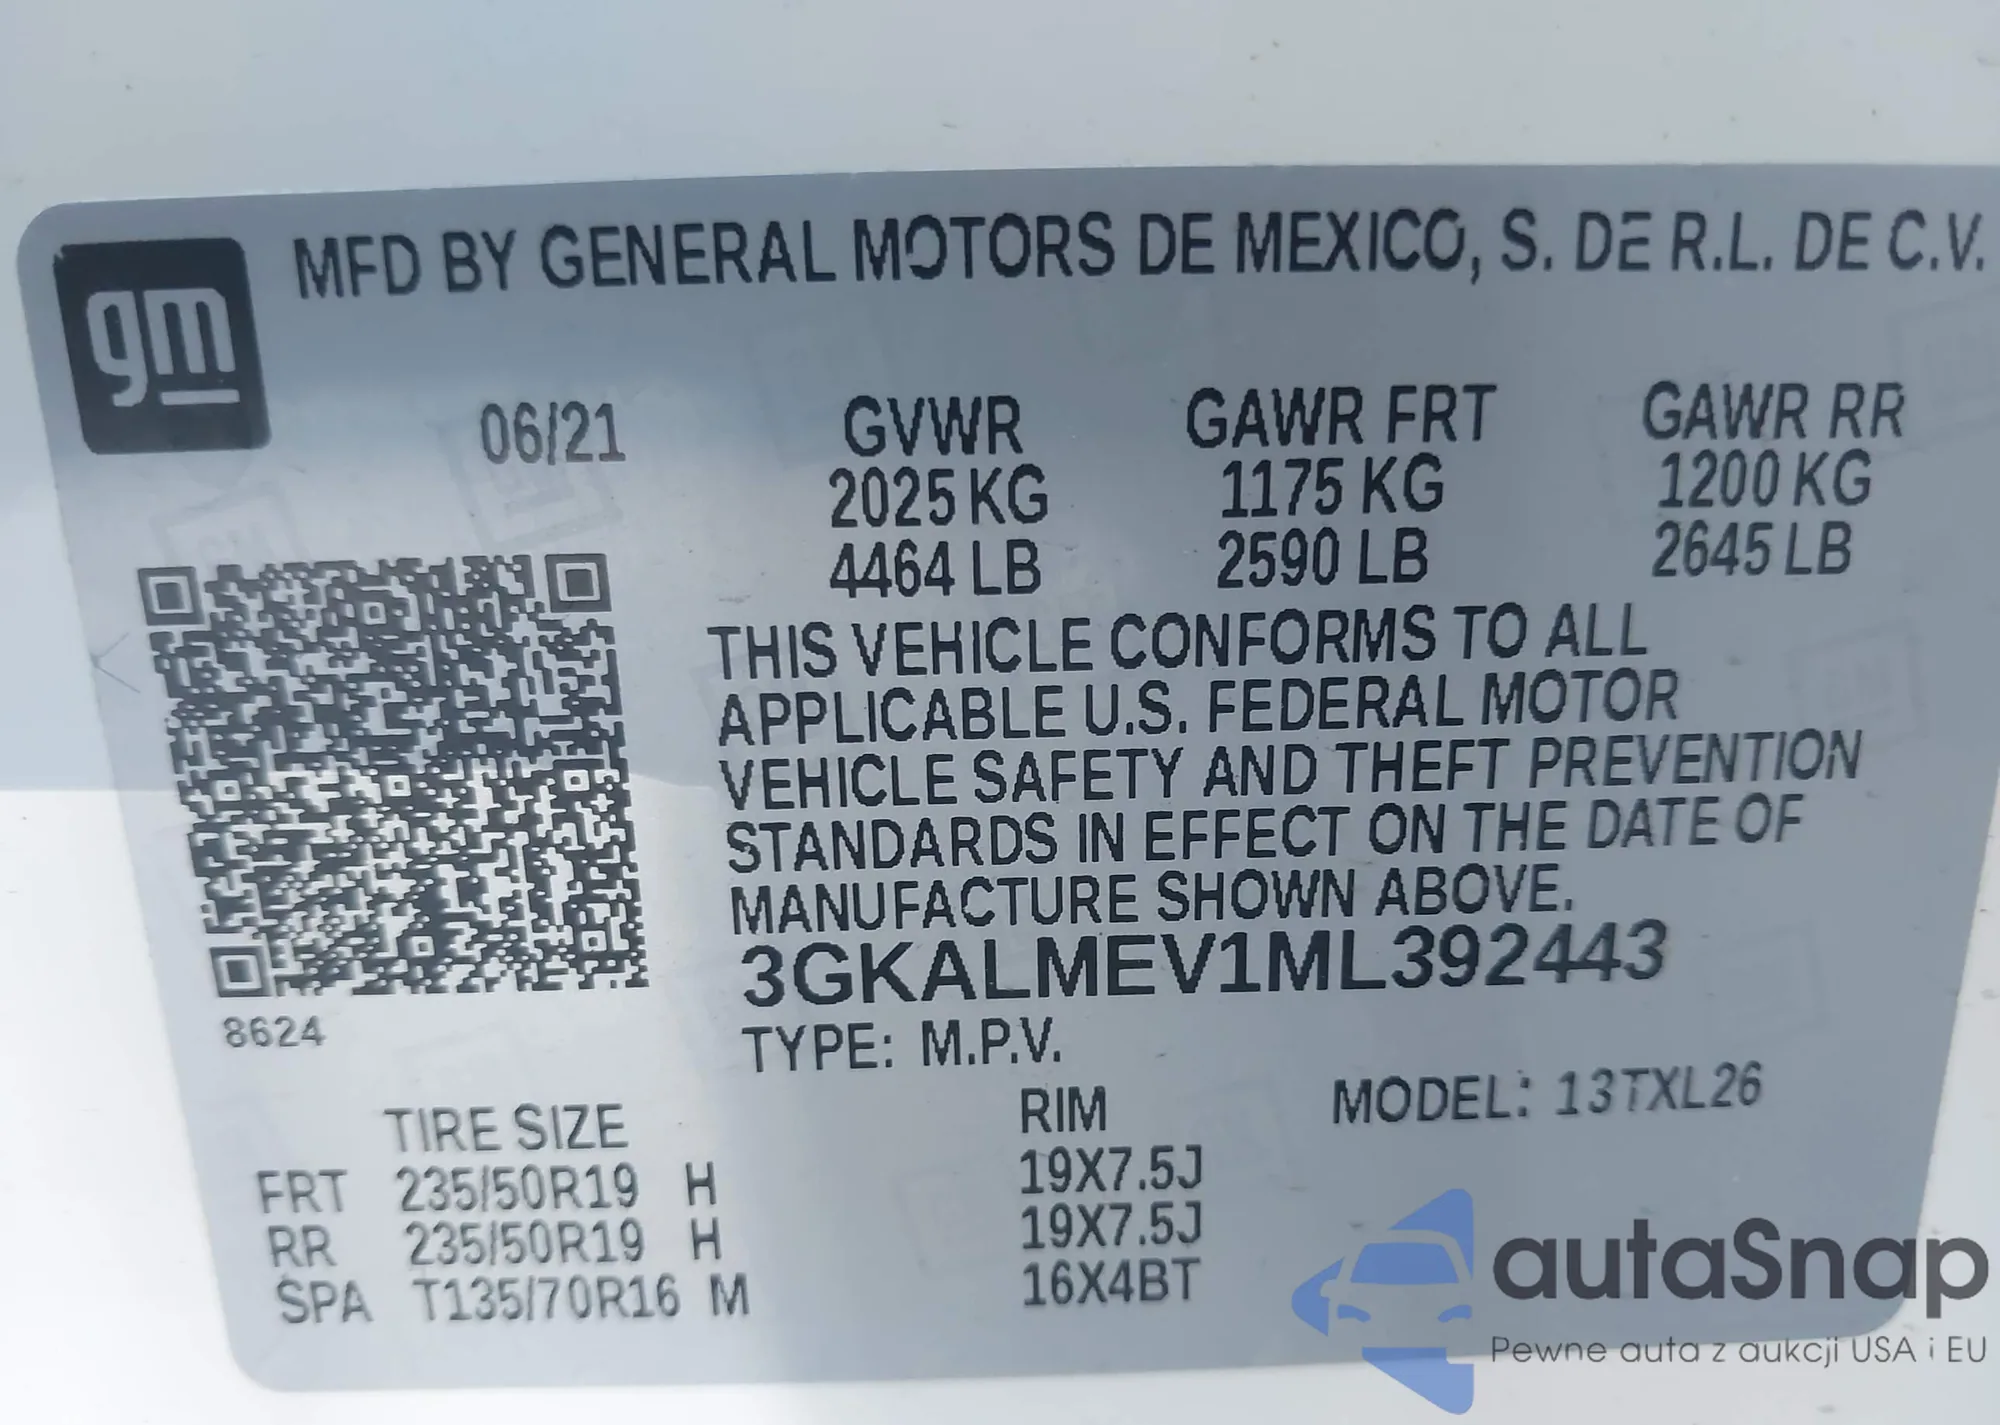 gm
MFD BY GENERAL MOTORS DE MEXICO, S. DE R.L. DE C.V.
06/21 GVWR GAWR FRT GAWR RR
2025 KG 1175 KG 1200 KG
4464 LB 2590 LB 2645 LB
THIS VEHICLE CONFORMS TO ALL
APPLICABLE U.S. FEDERAL MOTOR
VEHICLE SAFETY AND THEFT PREVENTION
STANDARDS IN EFFECT ON THE DATE OF
MANUFACTURE SHOWN ABOVE.
3GKALMEV1ML392443
8624
TYPE: M.P.V.
TIRE SIZE RIM MODEL: 13TXL26
FRT 235/50R19 H 19X7.5J
RR 235/50R19 H 19X7.5J
SPA T135/70R16 M 16X4BT
autaSnap
Pewne auta z aukcji USA i EU